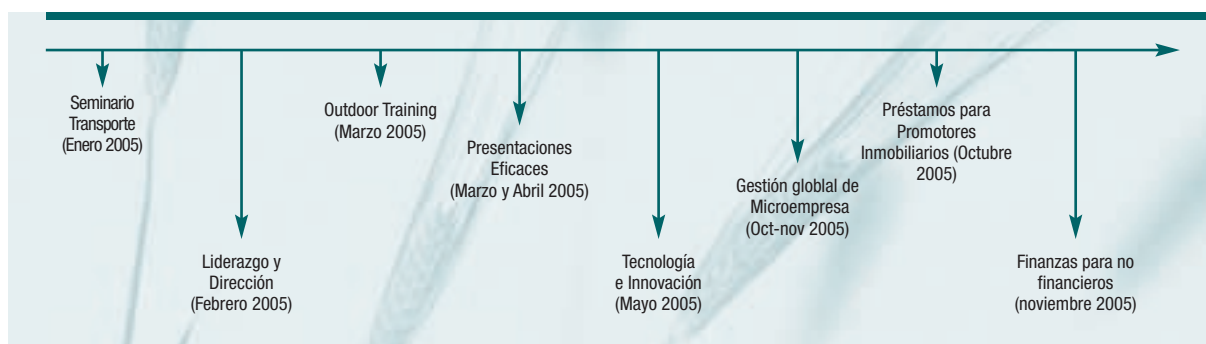 Seminario
Transporte
(Enero 2005)
Liderazgo y
Dirección
(Febrero 2005)
Outdoor Training
(Marzo 2005)
Presentaciones
Eficaces
(Marzo y Abril 2005)
Tecnología
e Innovación
(Mayo 2005)
Gestión globlal de
Microempresa
(Oct-nov 2005)
Préstamos para
Promotores
Inmobiliarios (Octubre
2005)
Finanzas para no
financieros
(noviembre 2005)